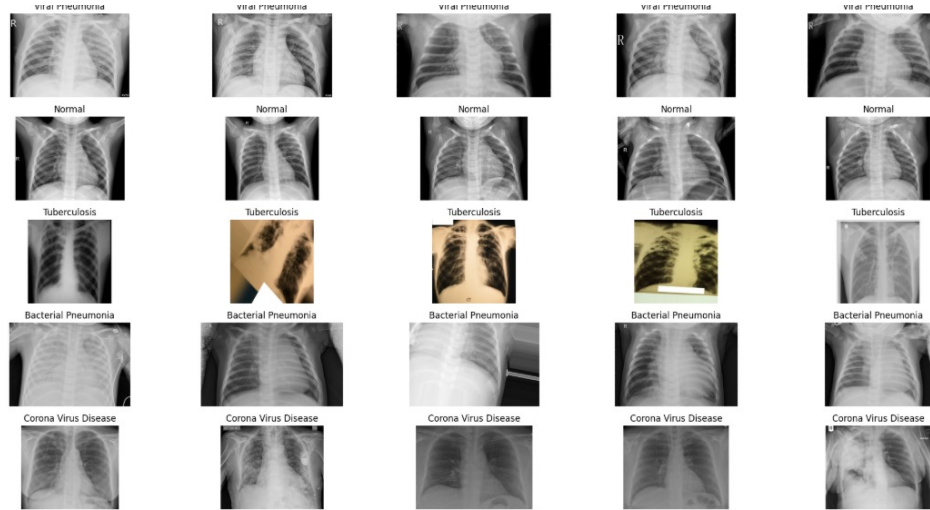 Viral Pneumonia Viral Pneumonia Viral Pneumonia Viral Pneumonia Viral Pneumonia
R R R R R
Normal Normal Normal Normal Normal
R R
Tuberculosis Tuberculosis Tuberculosis Tuberculosis Tuberculosis
Bacterial Pneumonia Bacterial Pneumonia Bacterial Pneumonia Bacterial Pneumonia Bacterial Pneumonia
Corona Virus Disease Corona Virus Disease Corona Virus Disease Corona Virus Disease Corona Virus Disease